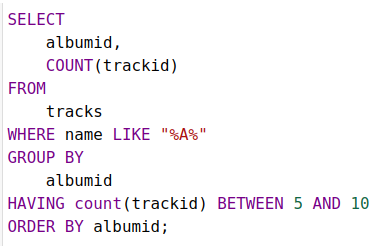 SELECT
    albumid,
    COUNT(trackid)
FROM
    tracks
WHERE name LIKE "%A%"
GROUP BY
    albumid
HAVING count(trackid) BETWEEN 5 AND 10
ORDER BY albumid;